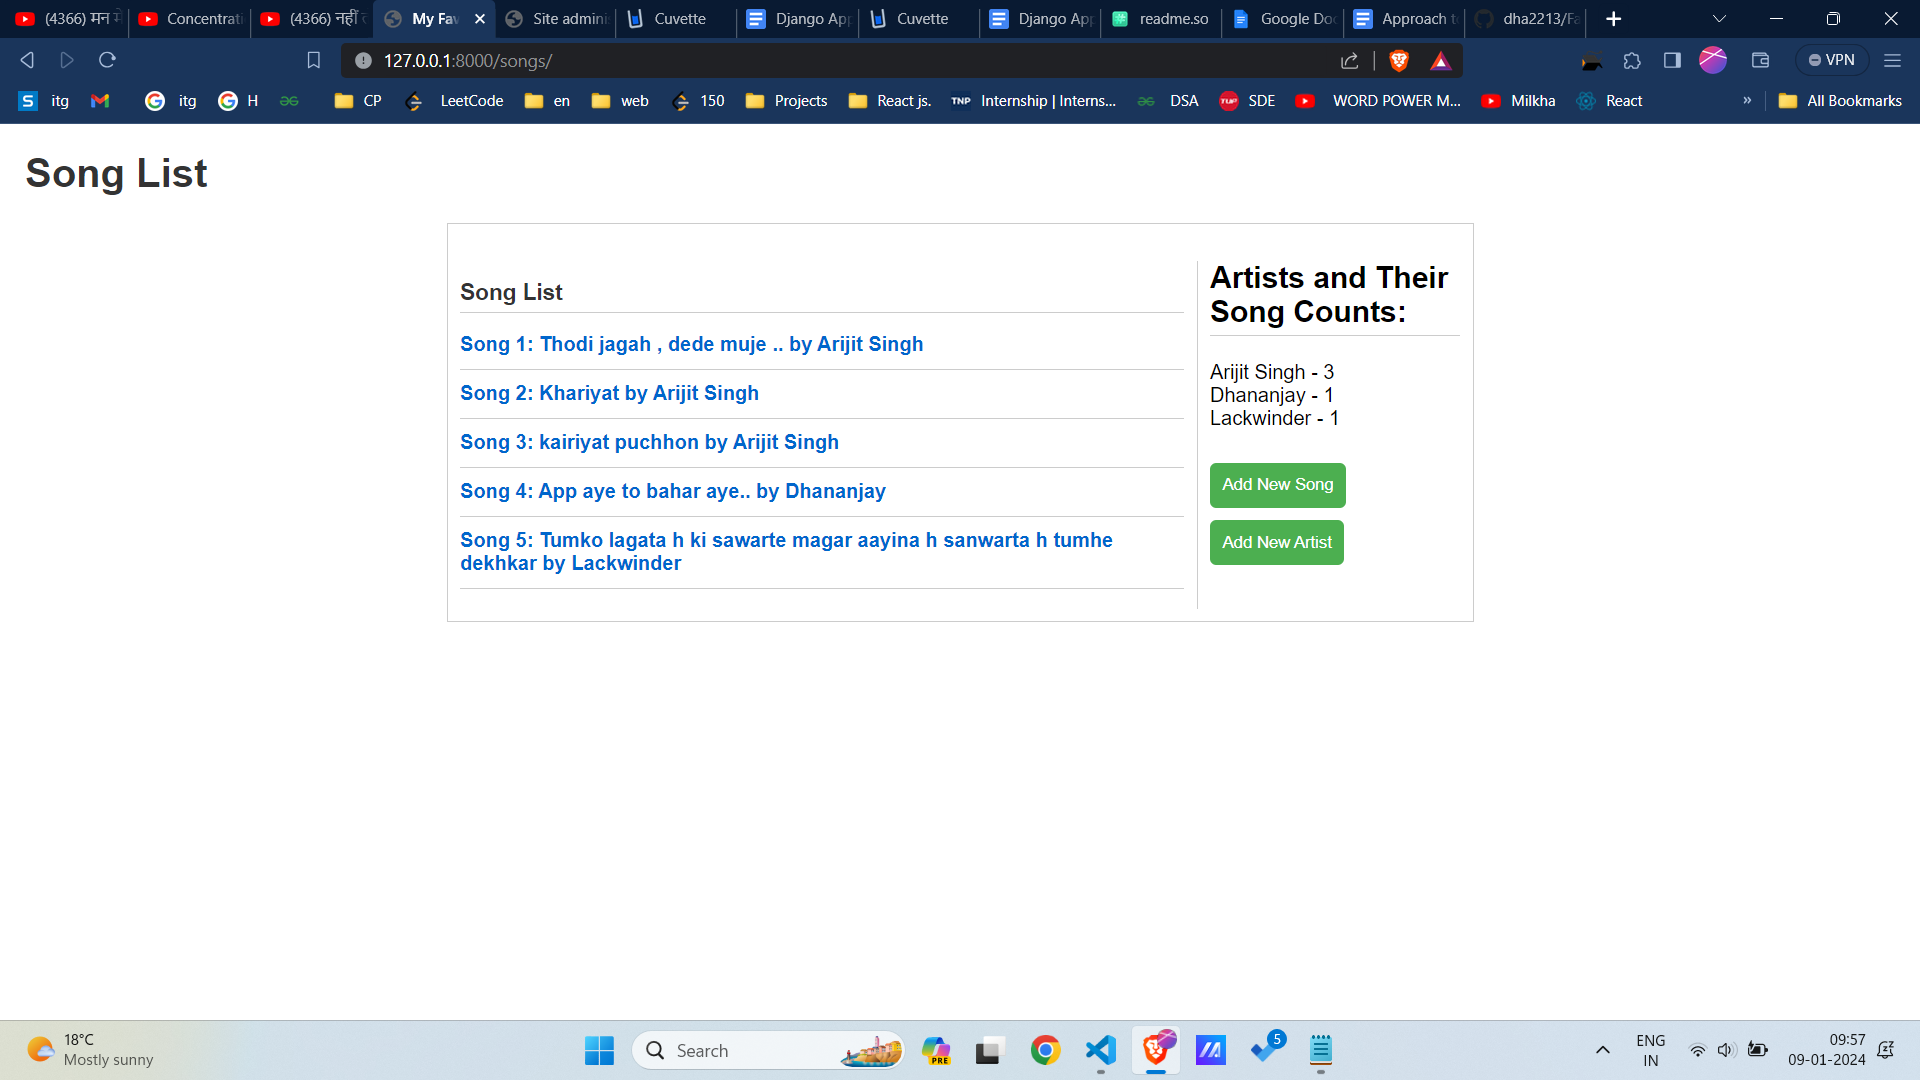 (4366) मन मे
Concentrati
(4366) नहीं
My Fav
Site adminis
Cuvette
Django App
Cuvette
Django App
readme.so
Google Doc
Approach to
dha2213/Fa
127.0.0.1:8000/songs/
VPN
itg
itg
H
CP
LeetCode
en
web
150
Projects
React js.
TNP
Internship | Interns...
DSA
TUF
SDE
WORD POWER M...
Milkha
React
»
All Bookmarks
Song List
Song List
Song 1: Thodi jagah , dede muje .. by Arijit Singh
Song 2: Khariyat by Arijit Singh
Song 3: kairiyat puchhon by Arijit Singh
Song 4: App aye to bahar aye.. by Dhananjay
Song 5: Tumko lagata h ki sawarte magar aayina h sanwarta h tumhe
dekhkar by Lackwinder
Artists and Their
Song Counts:
Arijit Singh - 3
Dhananjay - 1
Lackwinder - 1
Add New Song
Add New Artist
18°C
Mostly sunny
Search
PRE
5
ENG
IN
09:57
09-01-2024